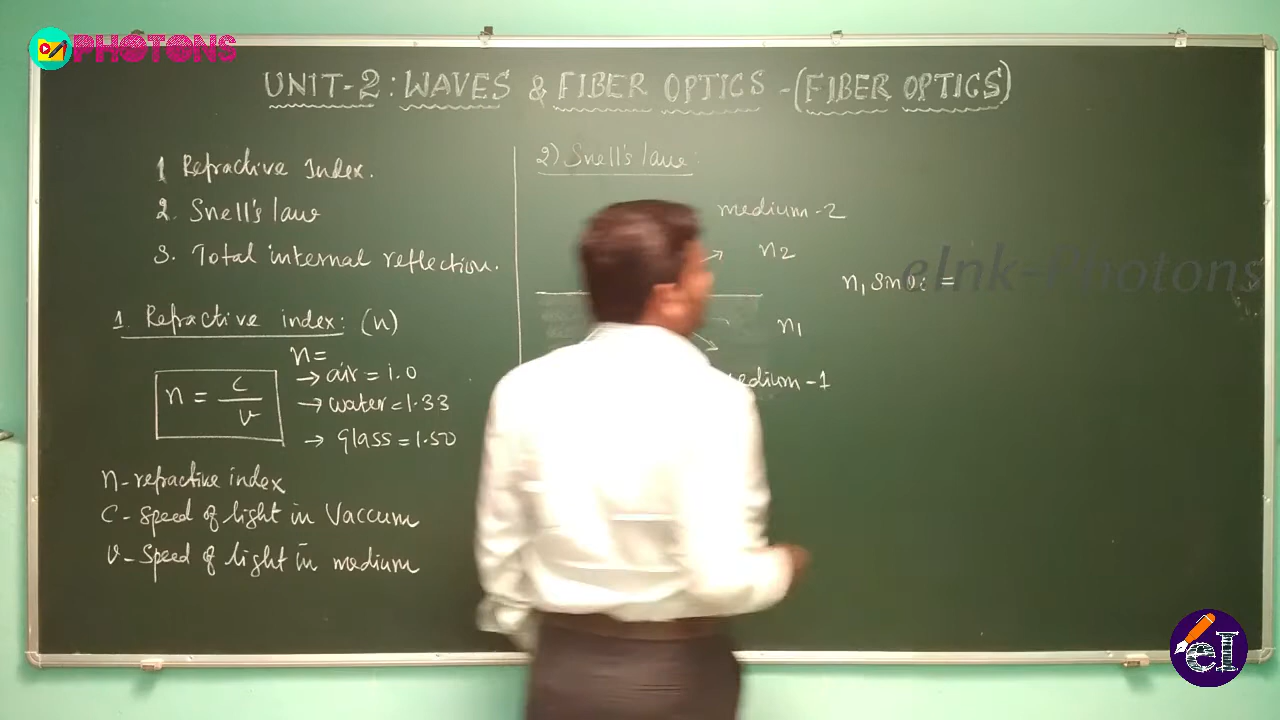 PHOTONS
UNIT-2: WAVES & FIBER OPTICS -(FIBER OPTICS)
1 Refractive Index.
2. Snell's law
3. Total internal reflection.
1. Refractive index: (n)
n = c/v
n=
→ air = 1.0
→ water = 1.33
→ glass = 1.50
n - refractive index
C - Speed of light in Vaccum
v - Speed of light in medium
2) Snell's law:
medium-2
n2
n1
medium-1
n1 sinθi =
eInk-Photons
eI